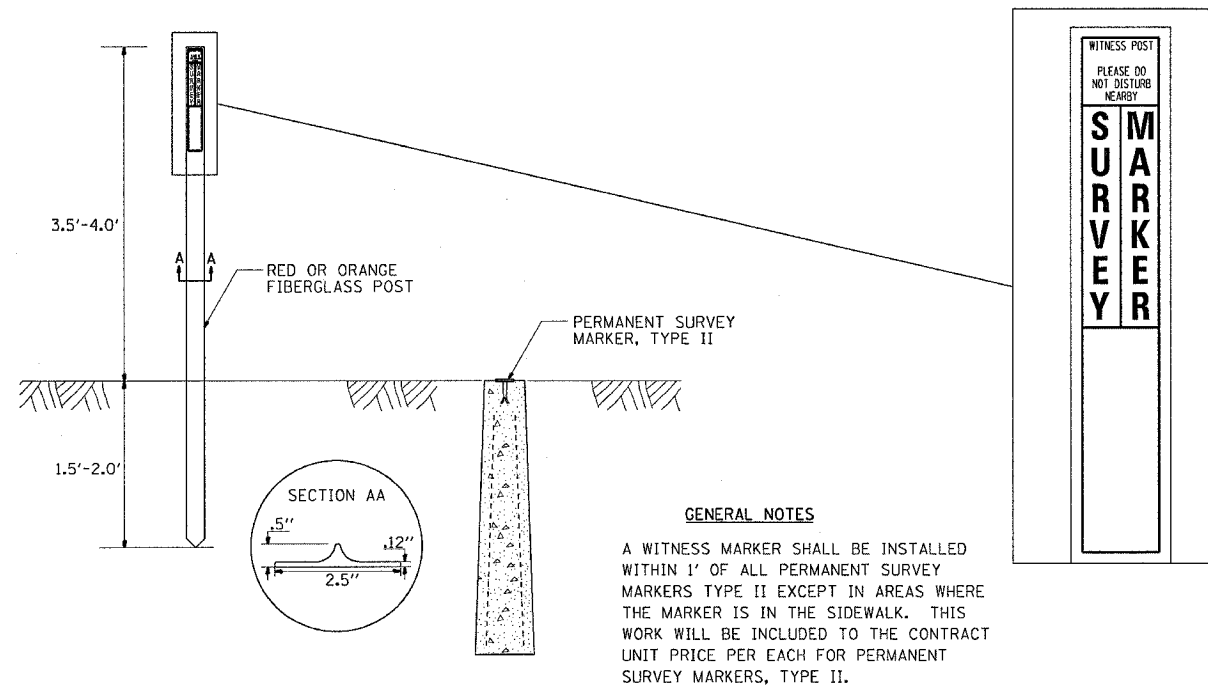 WITNESS POST
PLEASE DO
NOT DISTURB
NEARBY
SURVEY
MARKER
3.5'-4.0'
A A
RED OR ORANGE
FIBERGLASS POST
PERMANENT SURVEY
MARKER, TYPE II
1.5'-2.0'
SECTION AA
.5"
.12"
2.5"
GENERAL NOTES
A WITNESS MARKER SHALL BE INSTALLED
WITHIN 1' OF ALL PERMANENT SURVEY
MARKERS TYPE II EXCEPT IN AREAS WHERE
THE MARKER IS IN THE SIDEWALK. THIS
WORK WILL BE INCLUDED TO THE CONTRACT
UNIT PRICE PER EACH FOR PERMANENT
SURVEY MARKERS, TYPE II.